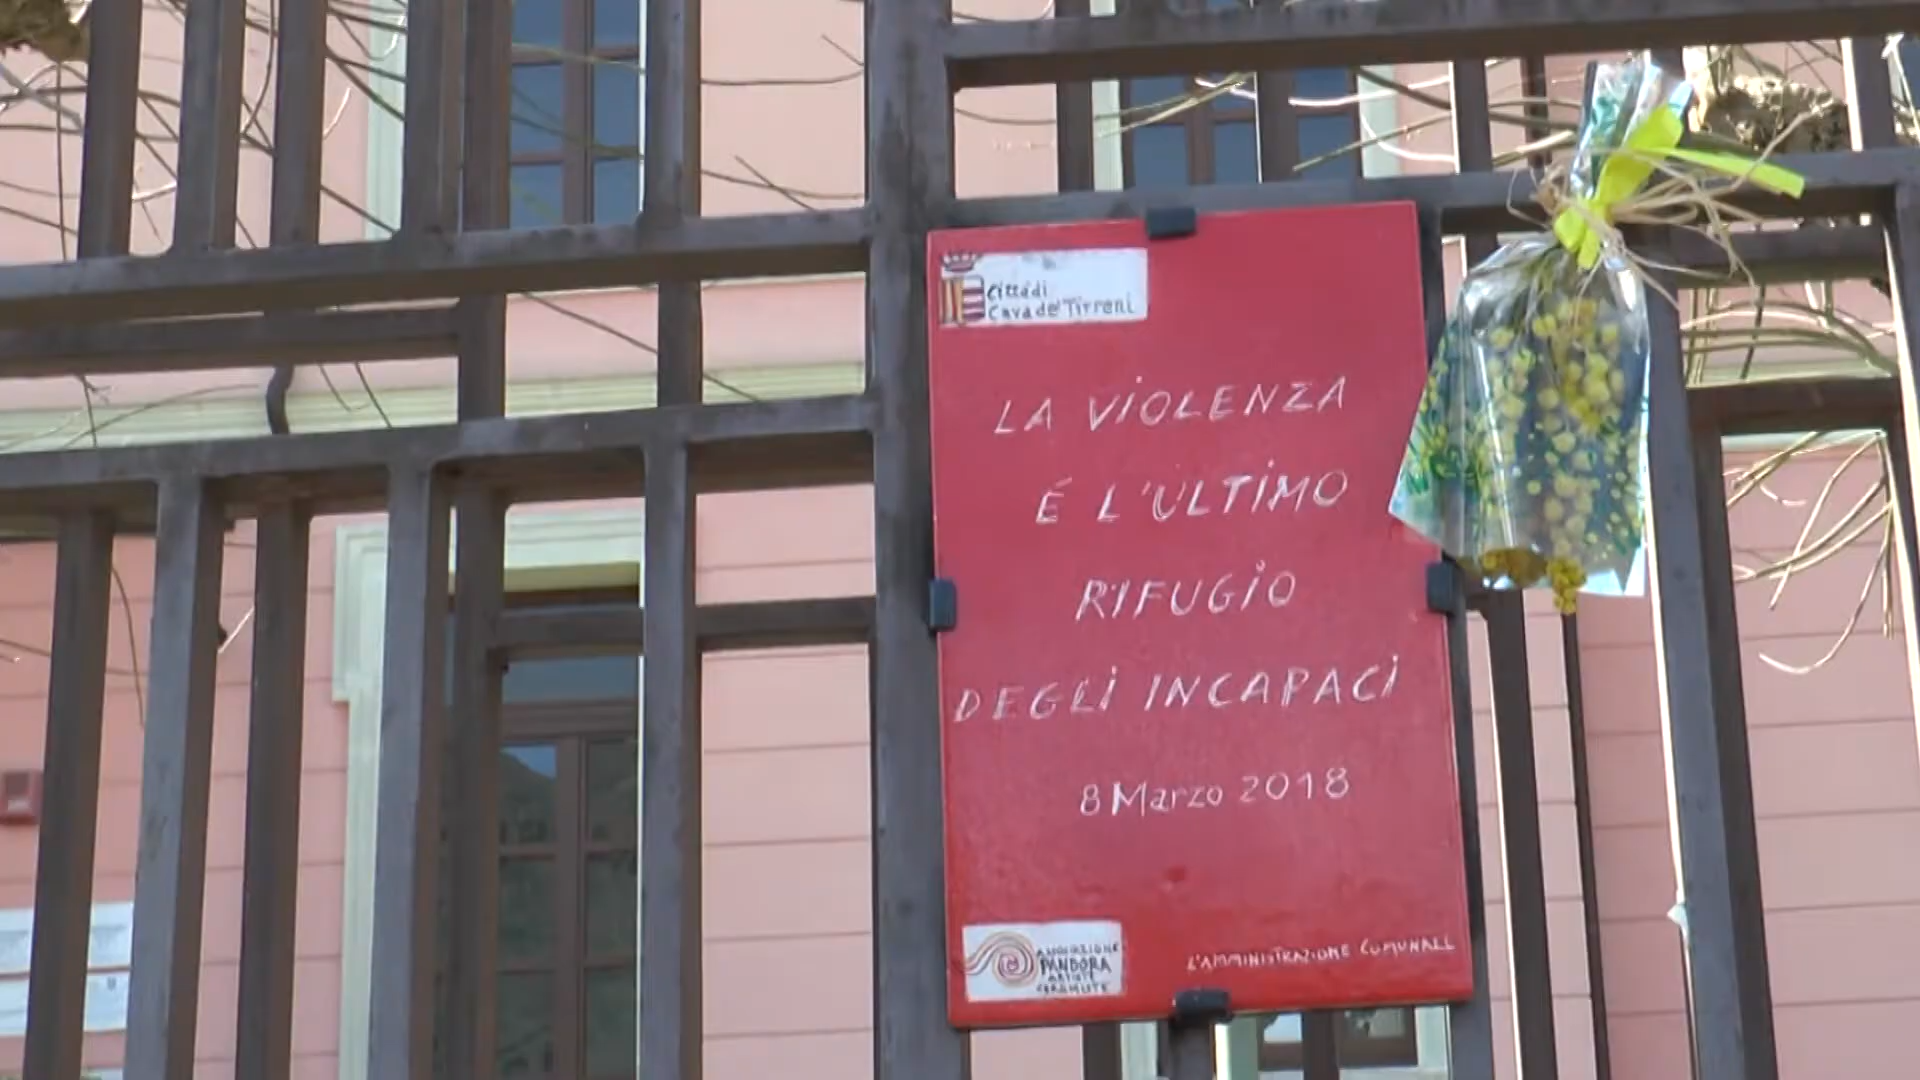 Città di
Cava de' Tirreni
LA VIOLENZA
É L'ULTIMO
RIFUGIO
DEGLI INCAPACI
8 Marzo 2018
ASSOCIAZIONE
PANDORA
ARTISTE
CERAMISTE
L'AMMINISTRAZIONE COMUNALE